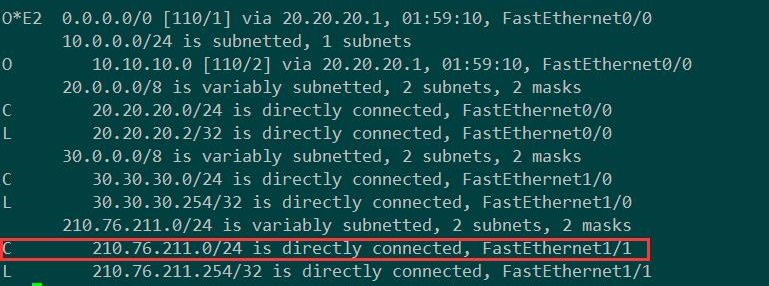 O*E2 0.0.0.0/0 [110/1] via 20.20.20.1, 01:59:10, FastEthernet0/0
10.0.0.0/24 is subnetted, 1 subnets
O 10.10.10.0 [110/2] via 20.20.20.1, 01:59:10, FastEthernet0/0
20.0.0.0/8 is variably subnetted, 2 subnets, 2 masks
C 20.20.20.0/24 is directly connected, FastEthernet0/0
L 20.20.20.2/32 is directly connected, FastEthernet0/0
30.0.0.0/8 is variably subnetted, 2 subnets, 2 masks
C 30.30.30.0/24 is directly connected, FastEthernet1/0
L 30.30.30.254/32 is directly connected, FastEthernet1/0
210.76.211.0/24 is variably subnetted, 2 subnets, 2 masks
C 210.76.211.0/24 is directly connected, FastEthernet1/1
L 210.76.211.254/32 is directly connected, FastEthernet1/1